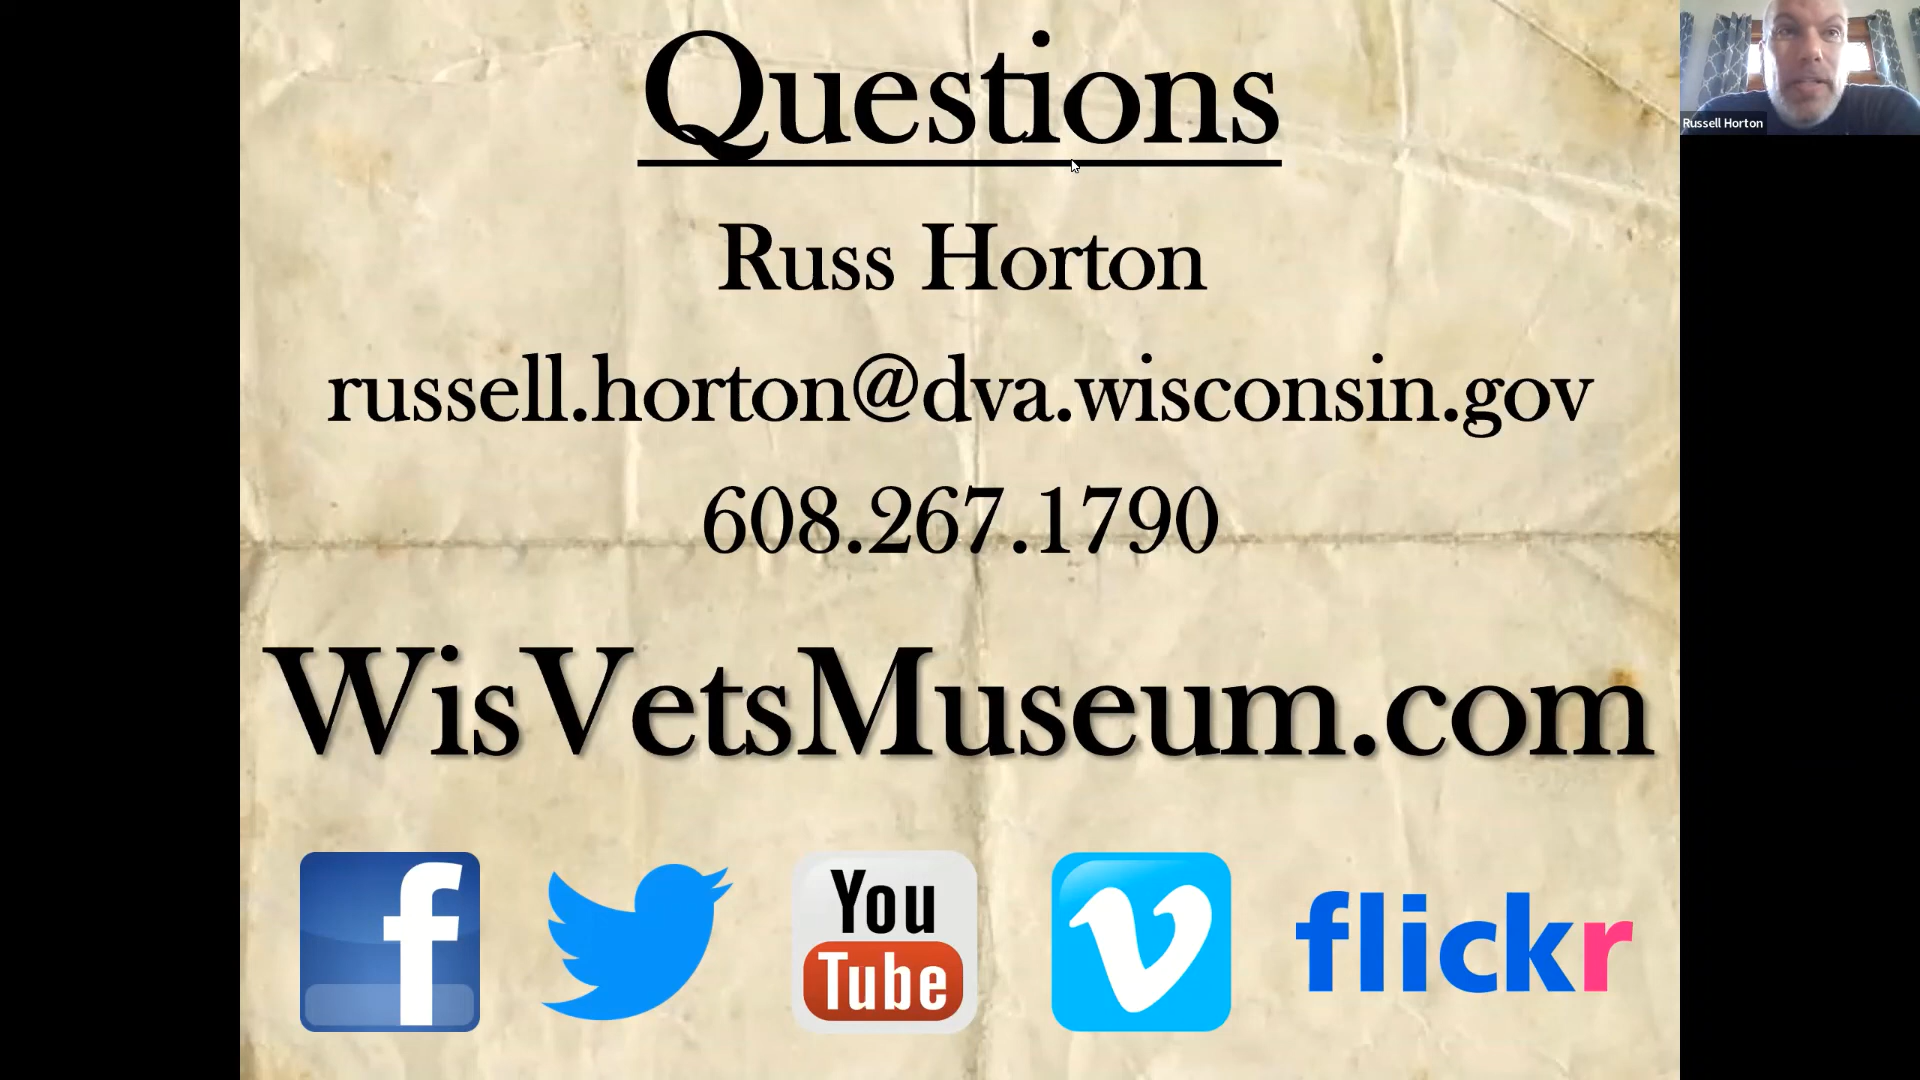 Questions
Russell Horton
Russ Horton
russell.horton@dva.wisconsin.gov
608.267.1790
WisVetsMuseum.com
f
You
Tube
v
flickr